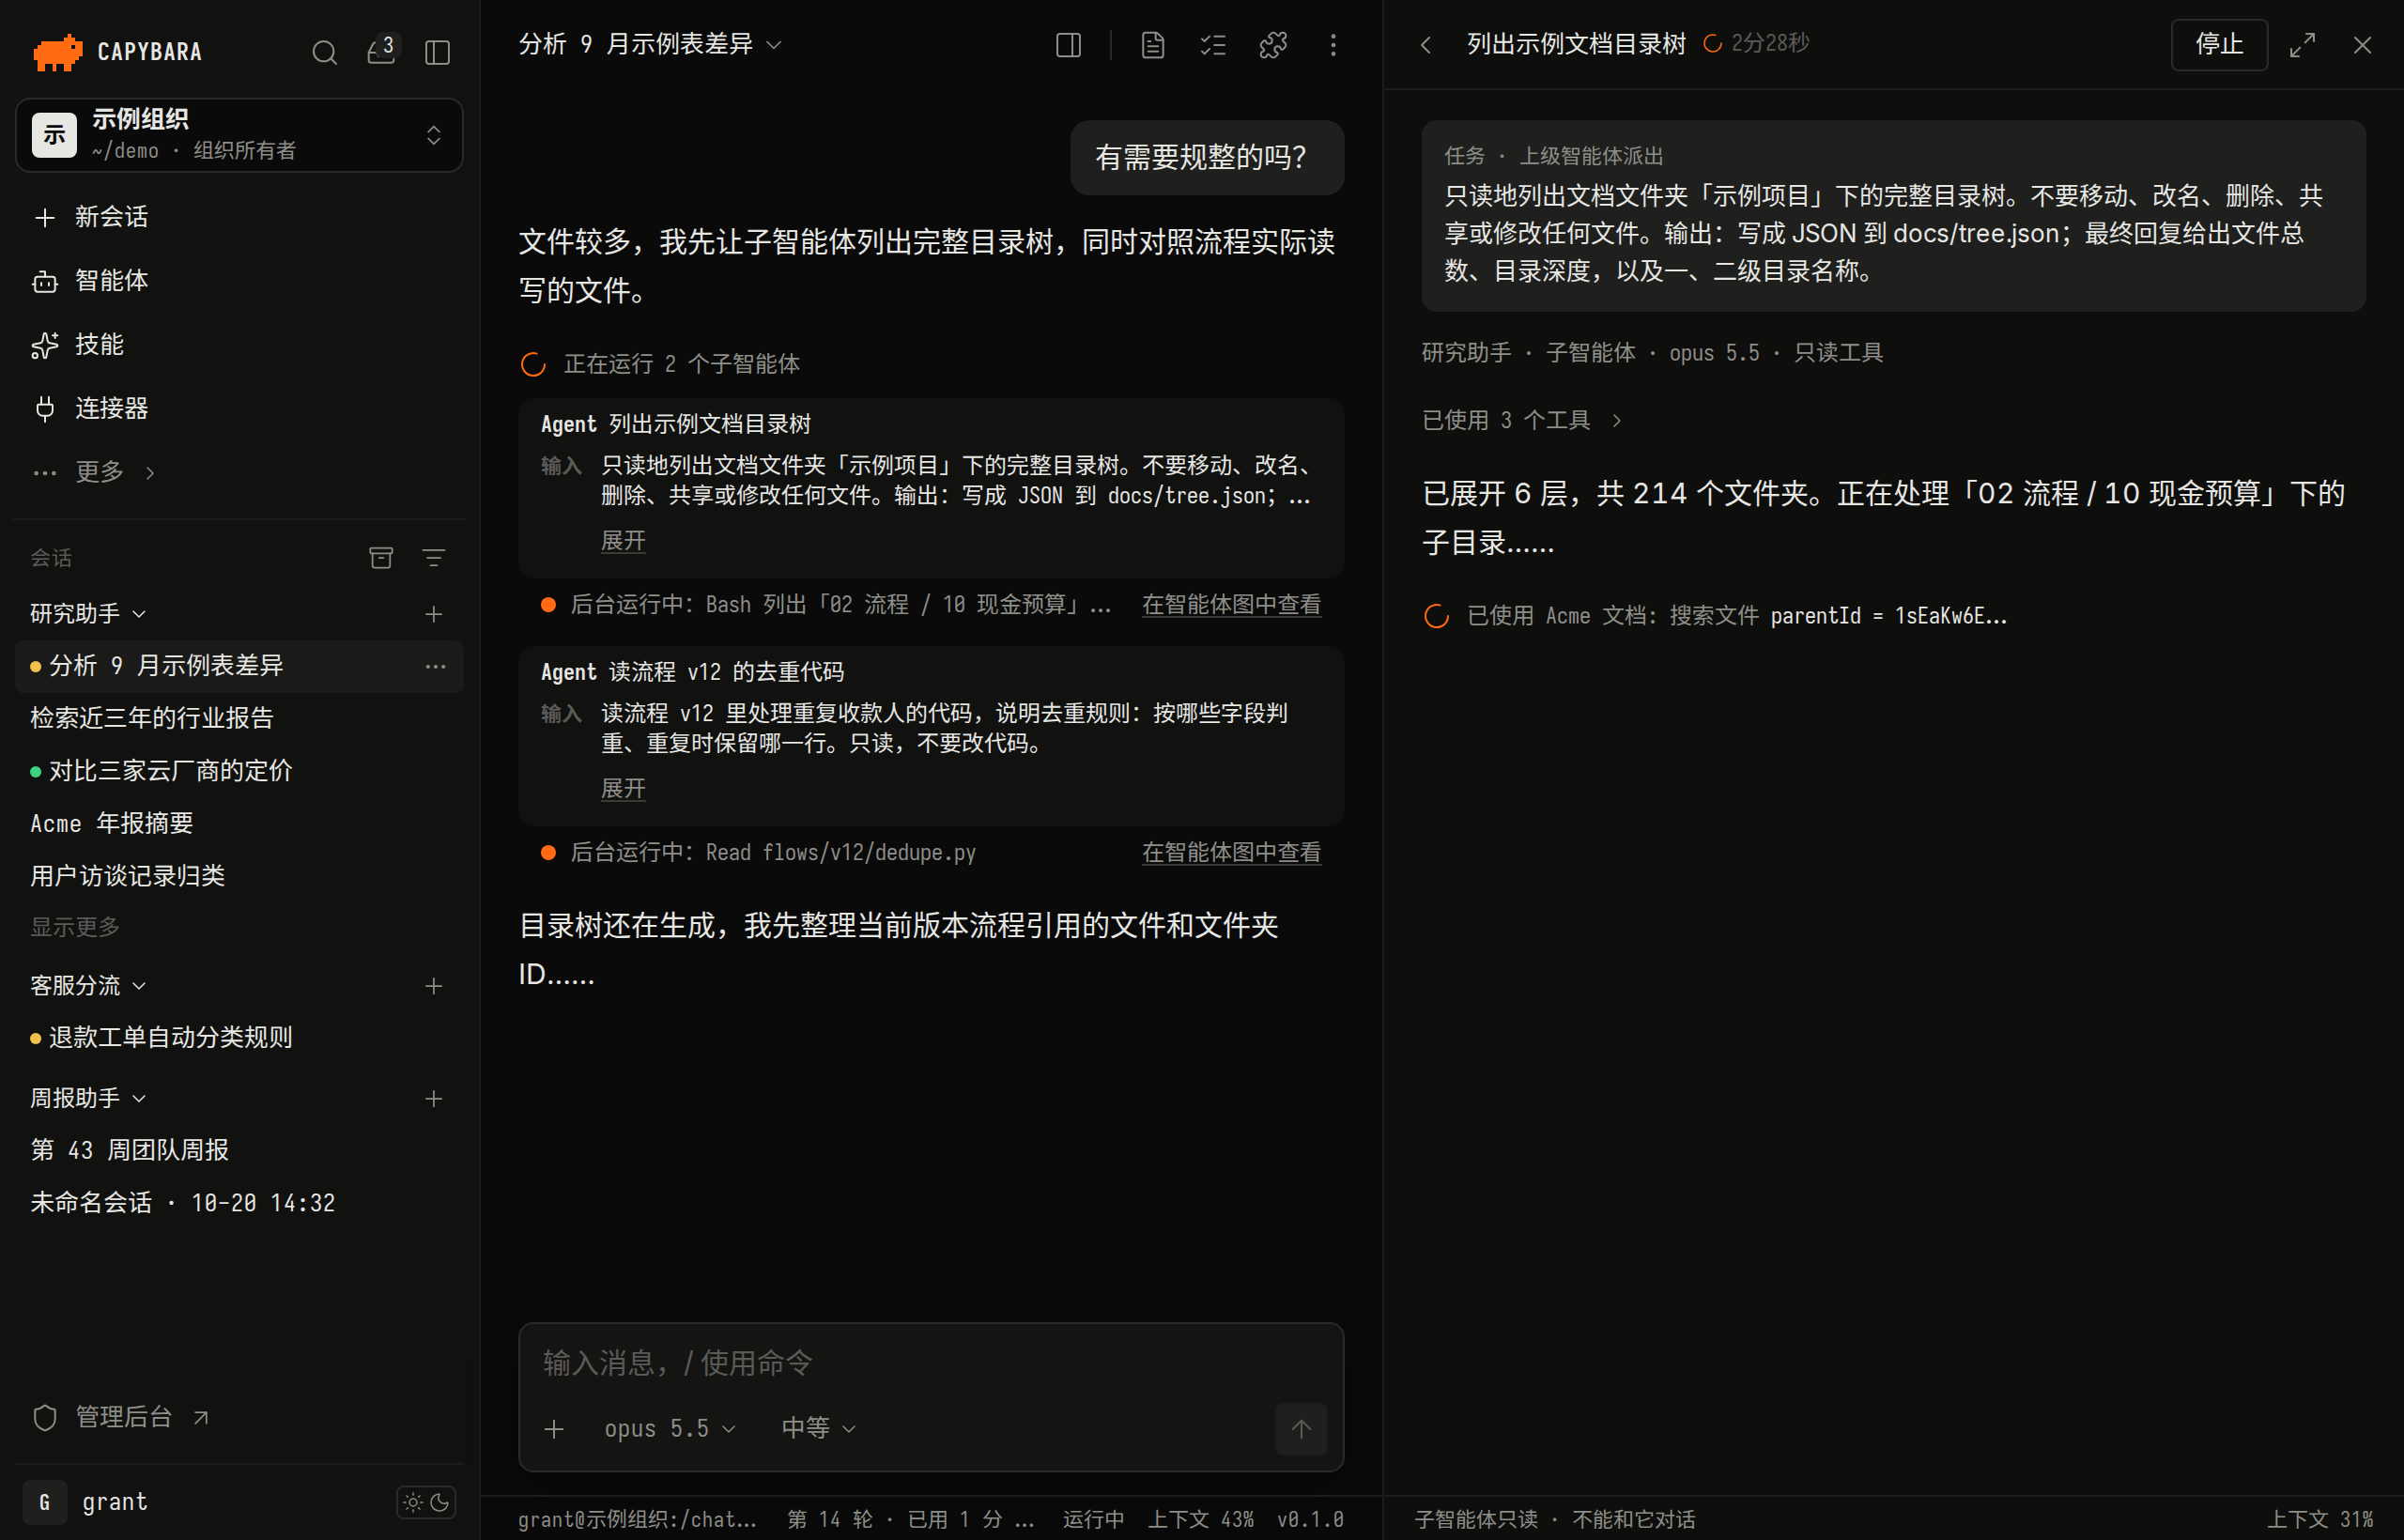 CAPYBARA
3
示
示例组织
~/demo · 组织所有者
新会话
智能体
技能
连接器
更多
会话
研究助手
分析 9 月示例表差异
检索近三年的行业报告
对比三家云厂商的定价
Acme 年报摘要
用户访谈记录归类
显示更多
客服分流
退款工单自动分类规则
周报助手
第 43 周团队周报
未命名会话 · 10-20 14:32
管理后台
G
grant
分析 9 月示例表差异
有需要规整的吗？
文件较多，我先让子智能体列出完整目录树，同时对照流程实际读
写的文件。
正在运行 2 个子智能体
Agent 列出示例文档目录树
输入 只读地列出文档文件夹「示例项目」下的完整目录树。不要移动、改名、
删除、共享或修改任何文件。输出：写成 JSON 到 docs/tree.json；…
展开
后台运行中：Bash 列出「02 流程 / 10 现金预算」… 在智能体图中查看
Agent 读流程 v12 的去重代码
输入 读流程 v12 里处理重复收款人的代码，说明去重规则：按哪些字段判
重、重复时保留哪一行。只读，不要改代码。
展开
后台运行中：Read flows/v12/dedupe.py 在智能体图中查看
目录树还在生成，我先整理当前版本流程引用的文件和文件夹
ID……
输入消息，/ 使用命令
opus 5.5 中等
grant@示例组织:/chat… 第 14 轮 · 已用 1 分 … 运行中 上下文 43% v0.1.0
列出示例文档目录树 2分28秒 停止
任务 · 上级智能体派出
只读地列出文档文件夹「示例项目」下的完整目录树。不要移动、改名、删除、共
享或修改任何文件。输出：写成 JSON 到 docs/tree.json；最终回复给出文件总
数、目录深度，以及一、二级目录名称。
研究助手 · 子智能体 · opus 5.5 · 只读工具
已使用 3 个工具
已展开 6 层，共 214 个文件夹。正在处理「02 流程 / 10 现金预算」下的
子目录……
已使用 Acme 文档: 搜索文件 parentId = 1sEaKw6E…
子智能体只读 · 不能和它对话 上下文 31%